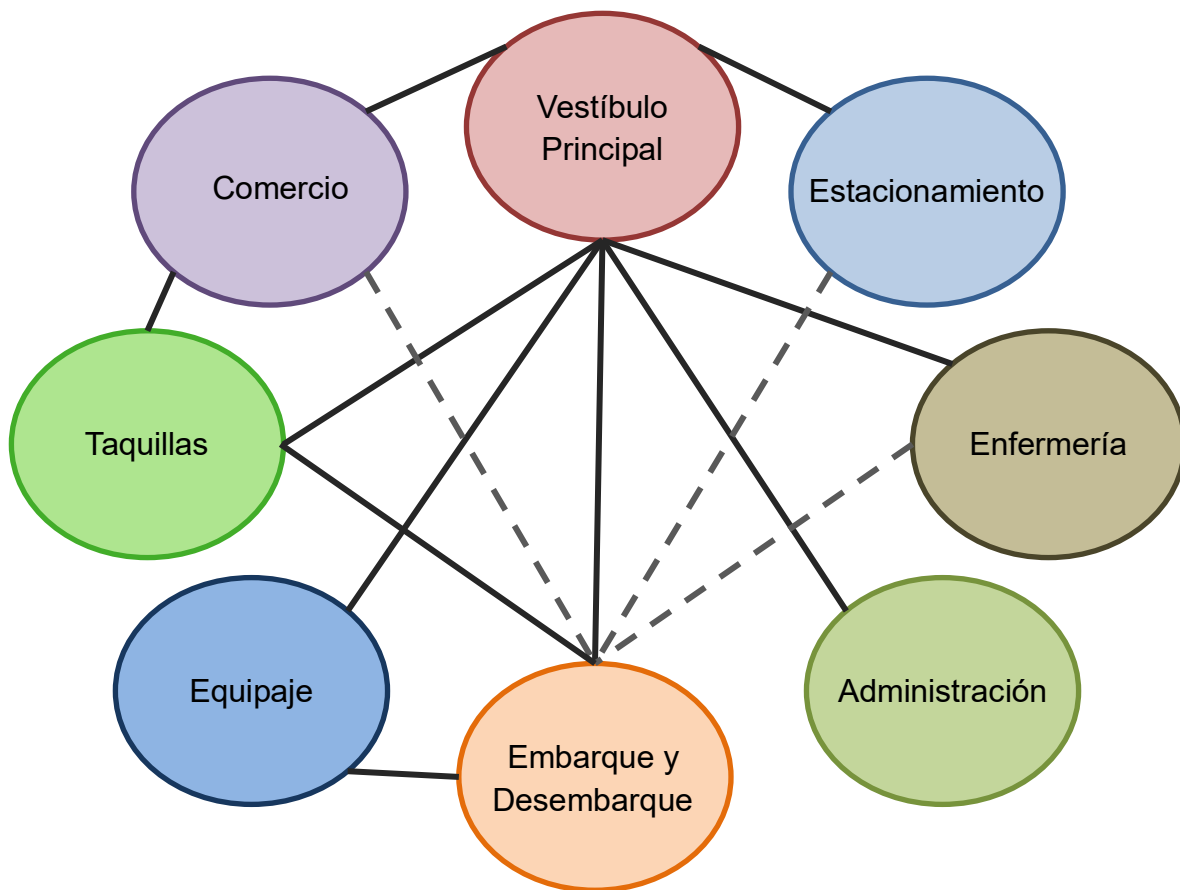 Vestíbulo
Principal
Comercio
Estacionamiento
Taquillas
Enfermería
Equipaje
Administración
Embarque y
Desembarque